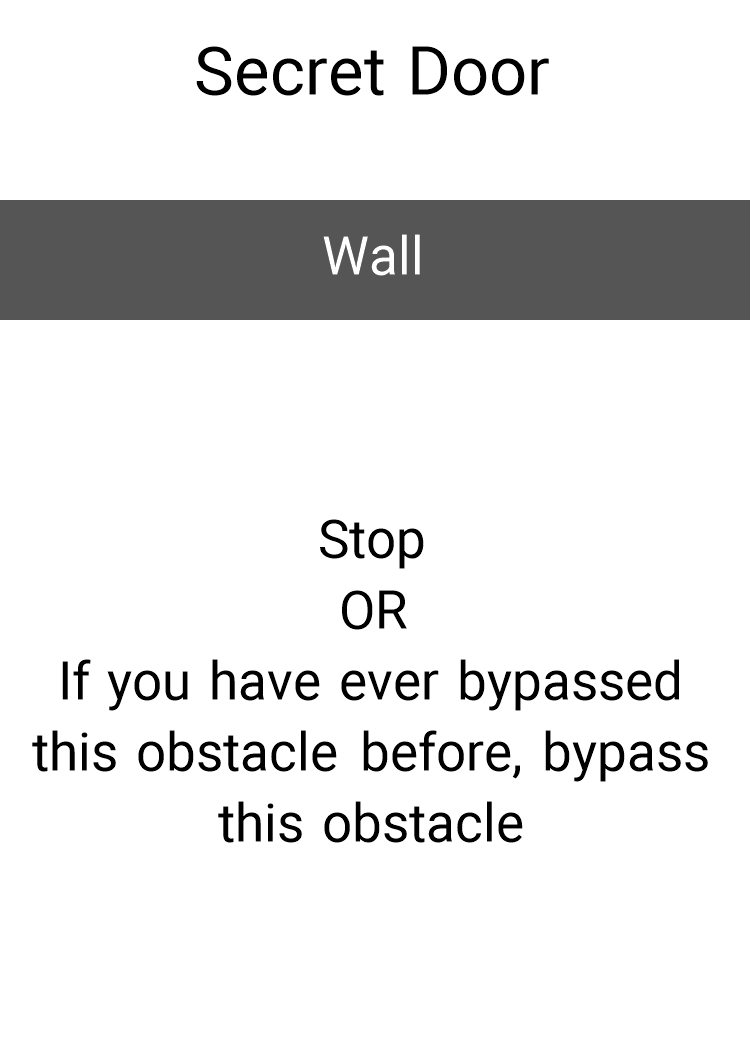 Secret Door
Wall
Stop
OR
If you have ever bypassed
this obstacle before, bypass
this obstacle